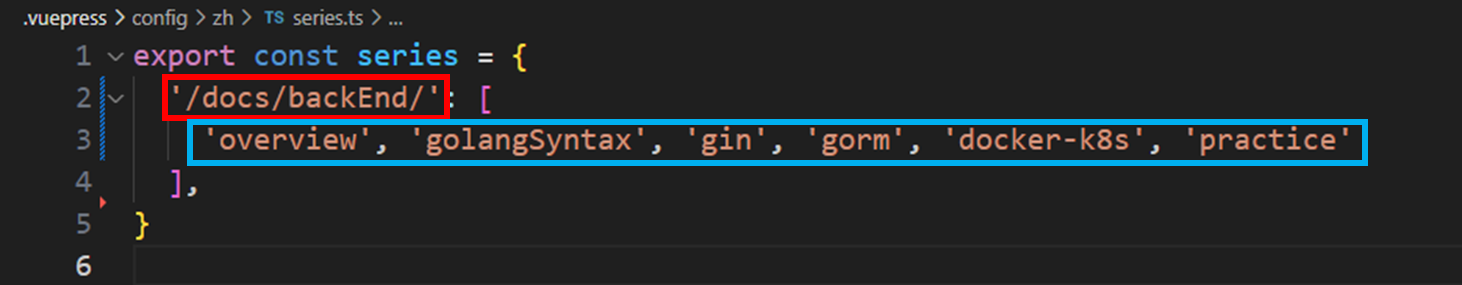 .vuepress > config > zh > TS series.ts > ...
1 export const series = {
2 '/docs/backEnd/': [
3 'overview', 'golangSyntax', 'gin', 'gorm', 'docker-k8s', 'practice'
4 ],
5 }
6